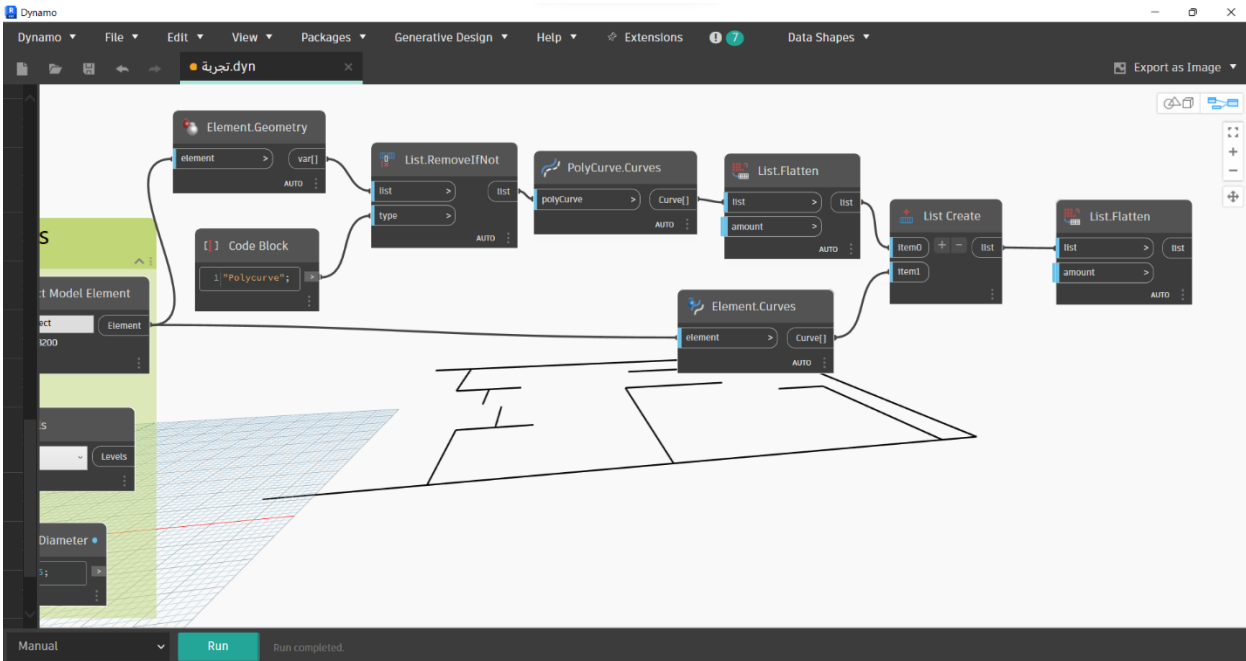 Dynamo
Dynamo File Edit View Packages Generative Design Help Extensions 7 Data Shapes
تجربة.dyn
Export as Image
Element.Geometry
element > var[]
AUTO
List.RemoveIfNot
list > list
type >
AUTO
Code Block
1 "Polycurve"; >
PolyCurve.Curves
polyCurve > Curve[]
AUTO
List.Flatten
list > list
amount >
AUTO
List Create
item0 + - list
item1
List.Flatten
list > list
amount >
AUTO
Element.Curves
element > Curve[]
AUTO
S
ct Model Element
ect Element
3200
s
Levels
Diameter
s; >
Manual Run Run completed.